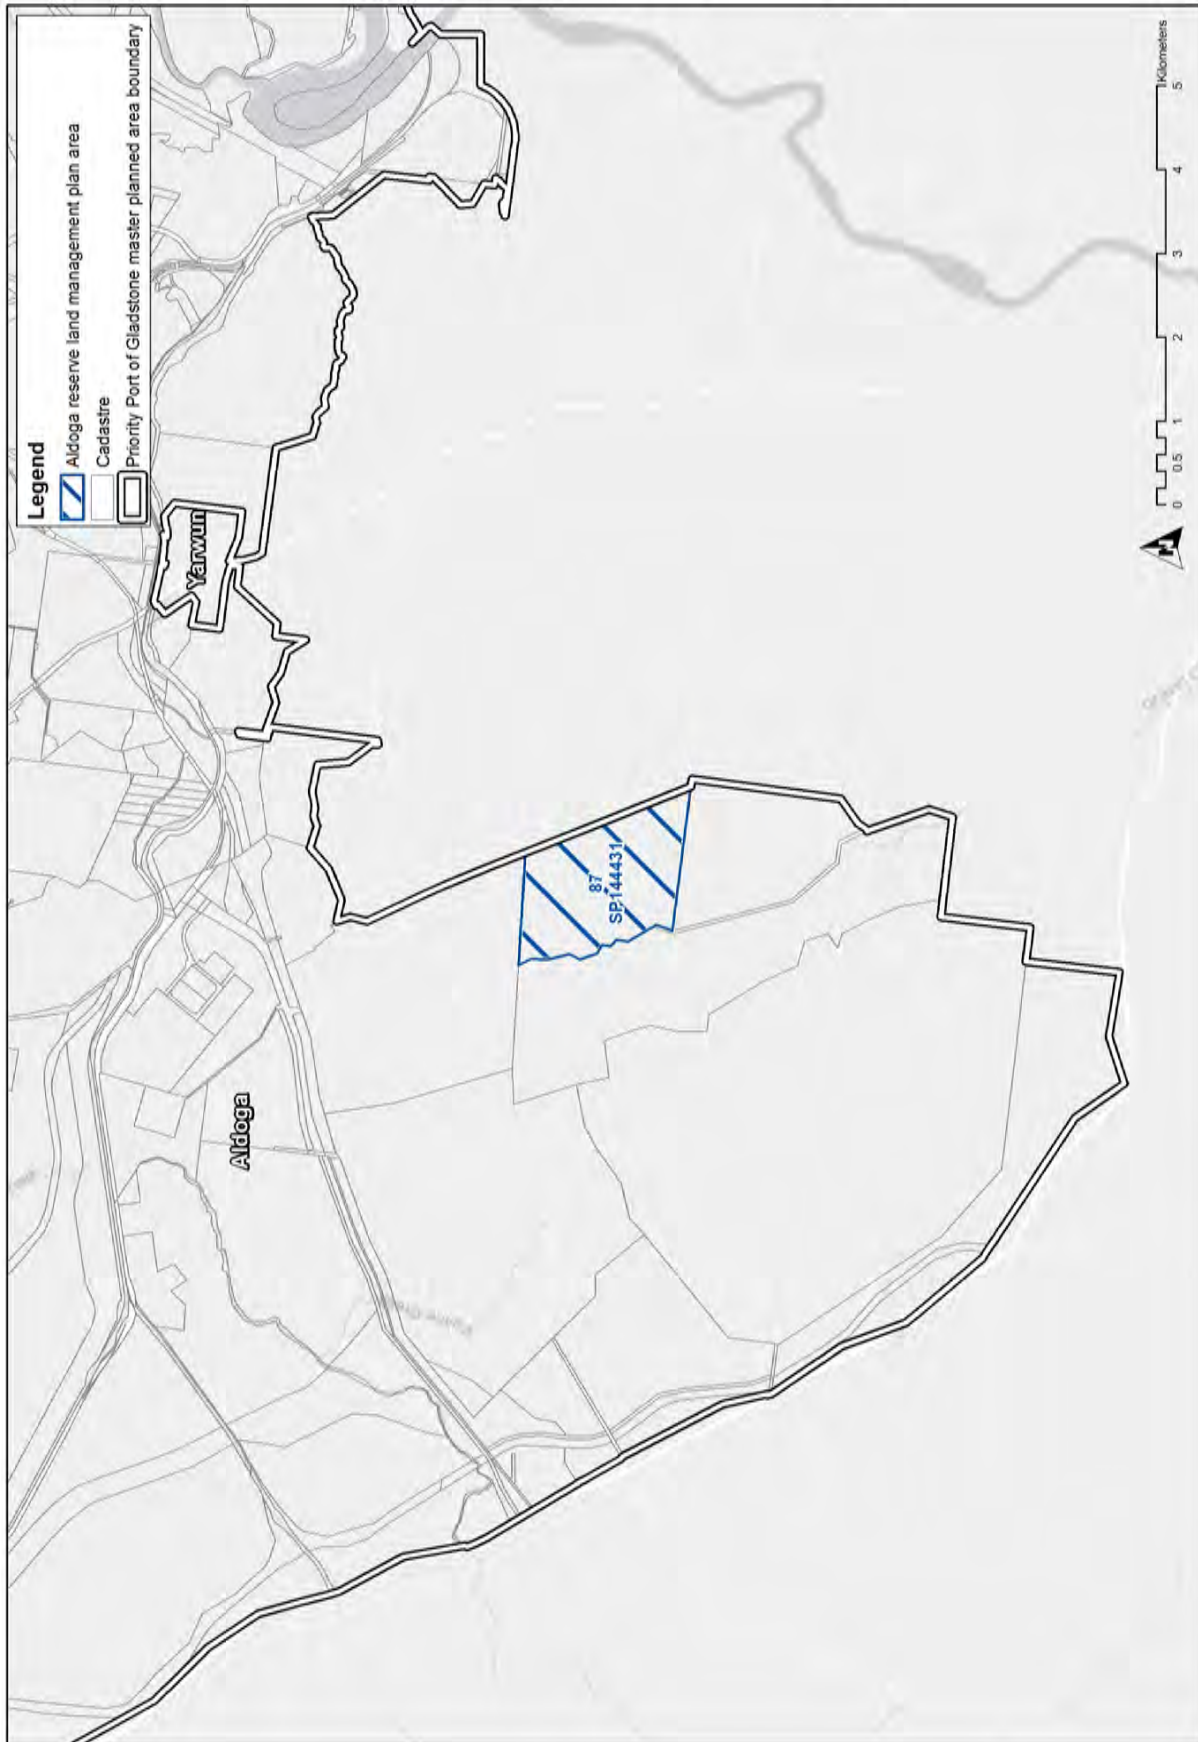 Legend
Aldoga reserve land management plan area
Cadastre
Priority Port of Gladstone master planned area boundary
Yarwun
Aldoga
87
SP144431
N
0 0.5 1 2 3 4 5
Kilometers